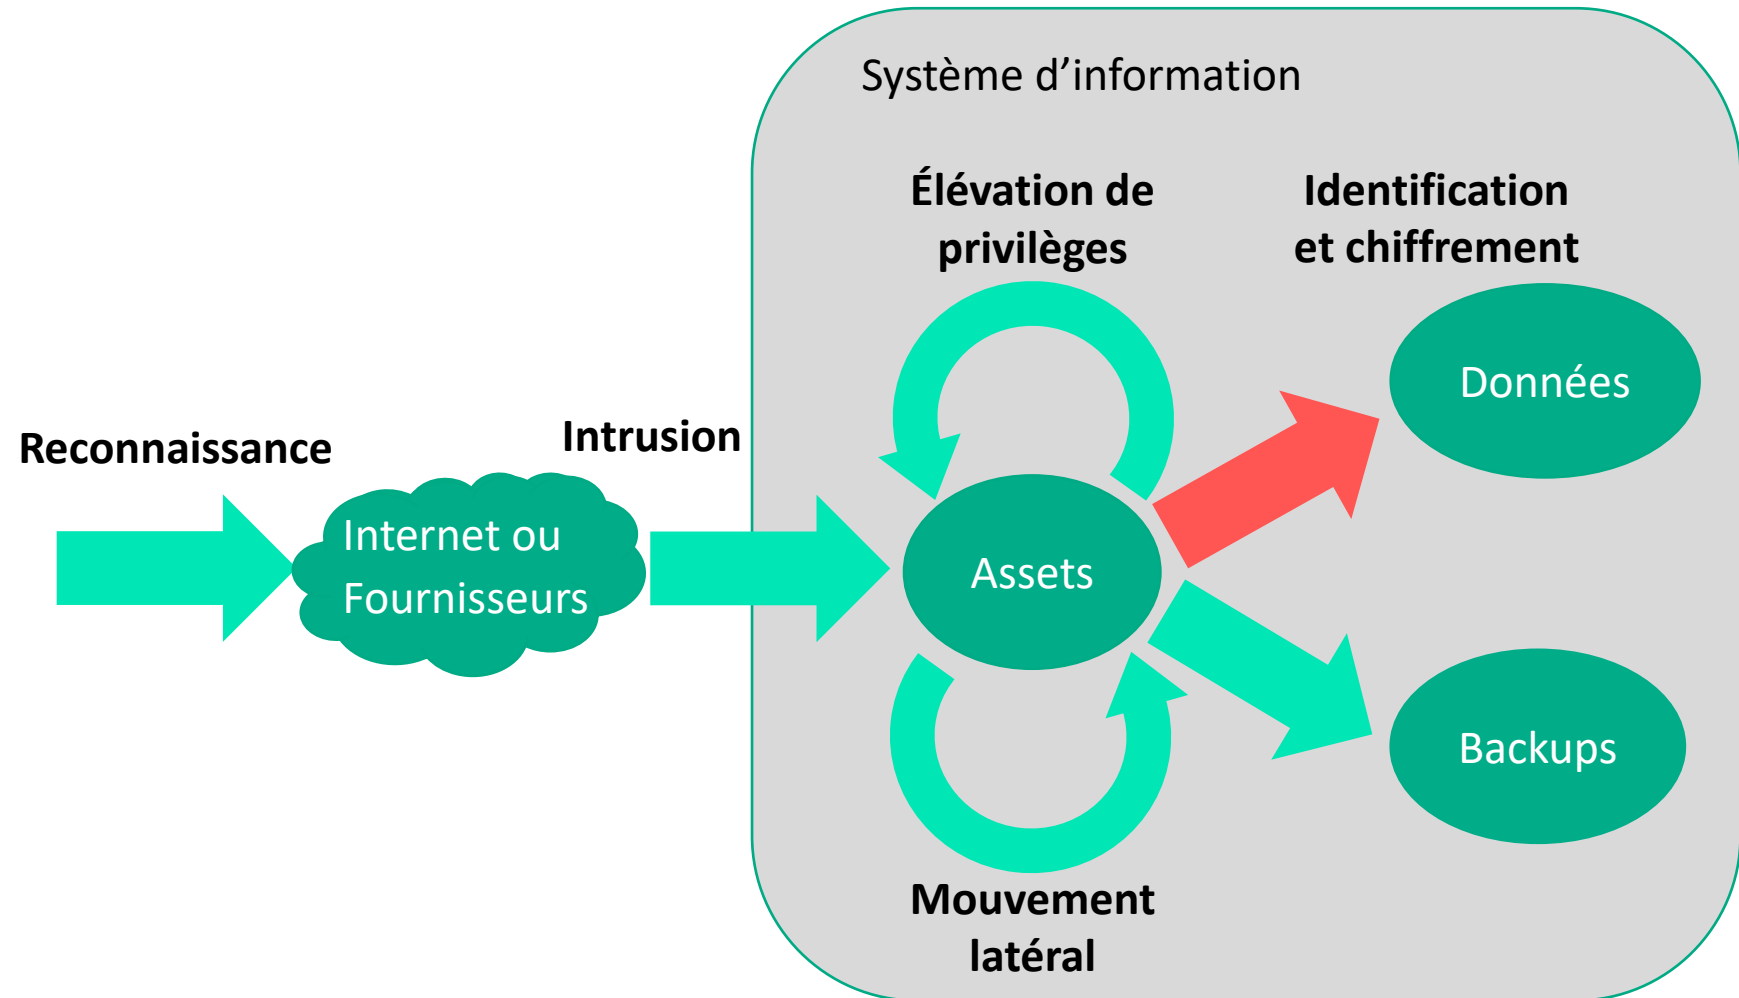 Système d’information
Élévation de
privilèges
Identification
et chiffrement
Données
Reconnaissance
Intrusion
Internet ou
Fournisseurs
Assets
Backups
Mouvement
latéral